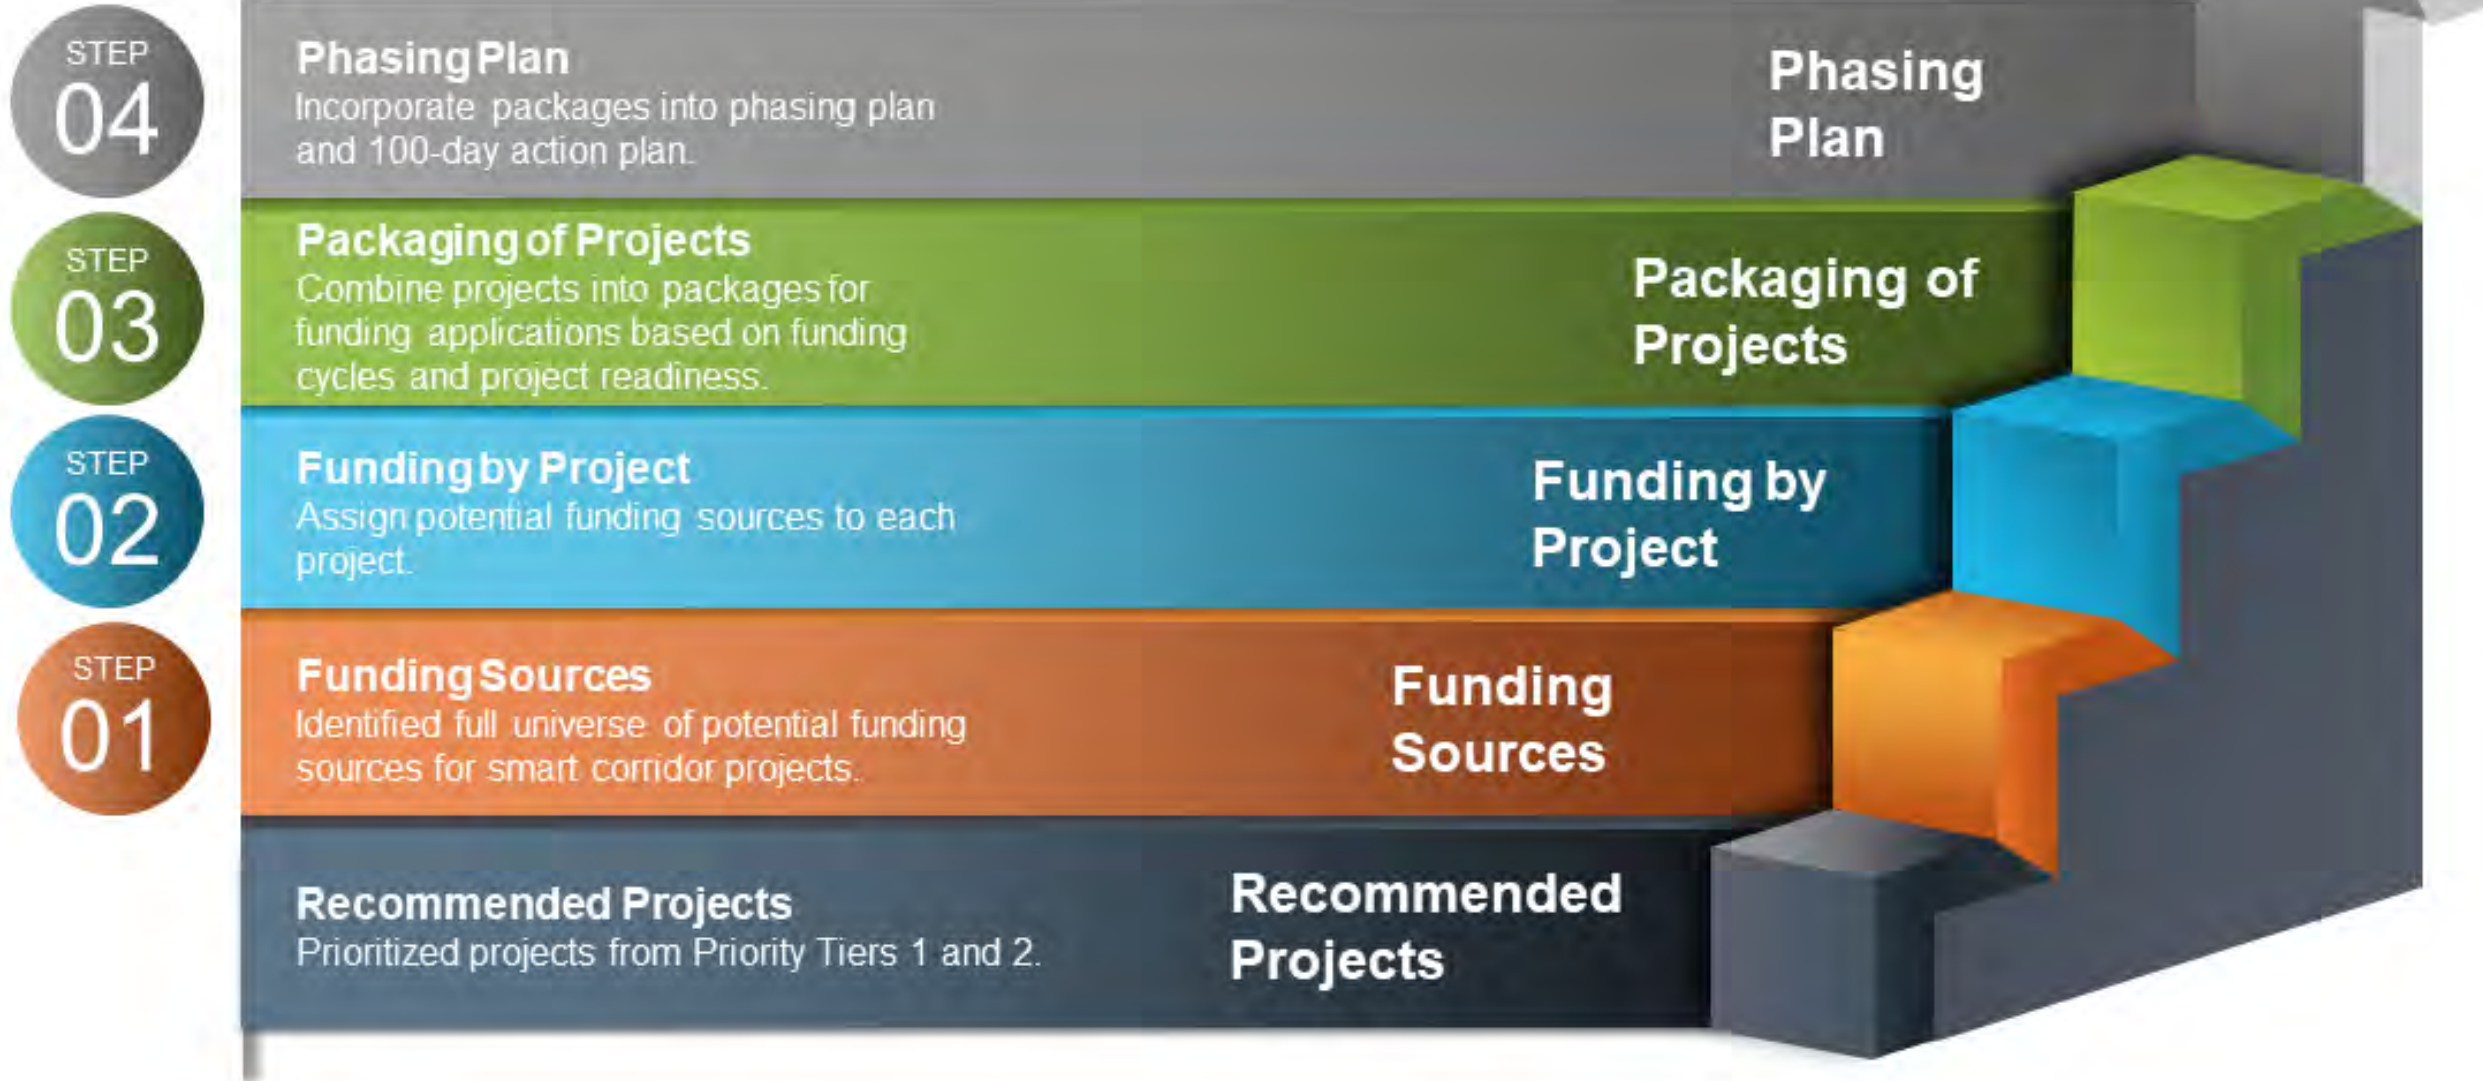 STEP
04
Phasing Plan
Incorporate packages into phasing plan
and 100-day action plan.
Phasing
Plan
STEP
03
Packaging of Projects
Combine projects into packages for
funding applications based on funding
cycles and project readiness.
Packaging of
Projects
STEP
02
Funding by Project
Assign potential funding sources to each
project.
Funding by
Project
STEP
01
Funding Sources
Identified full universe of potential funding
sources for smart corridor projects.
Funding
Sources
Recommended Projects
Prioritized projects from Priority Tiers 1 and 2.
Recommended
Projects